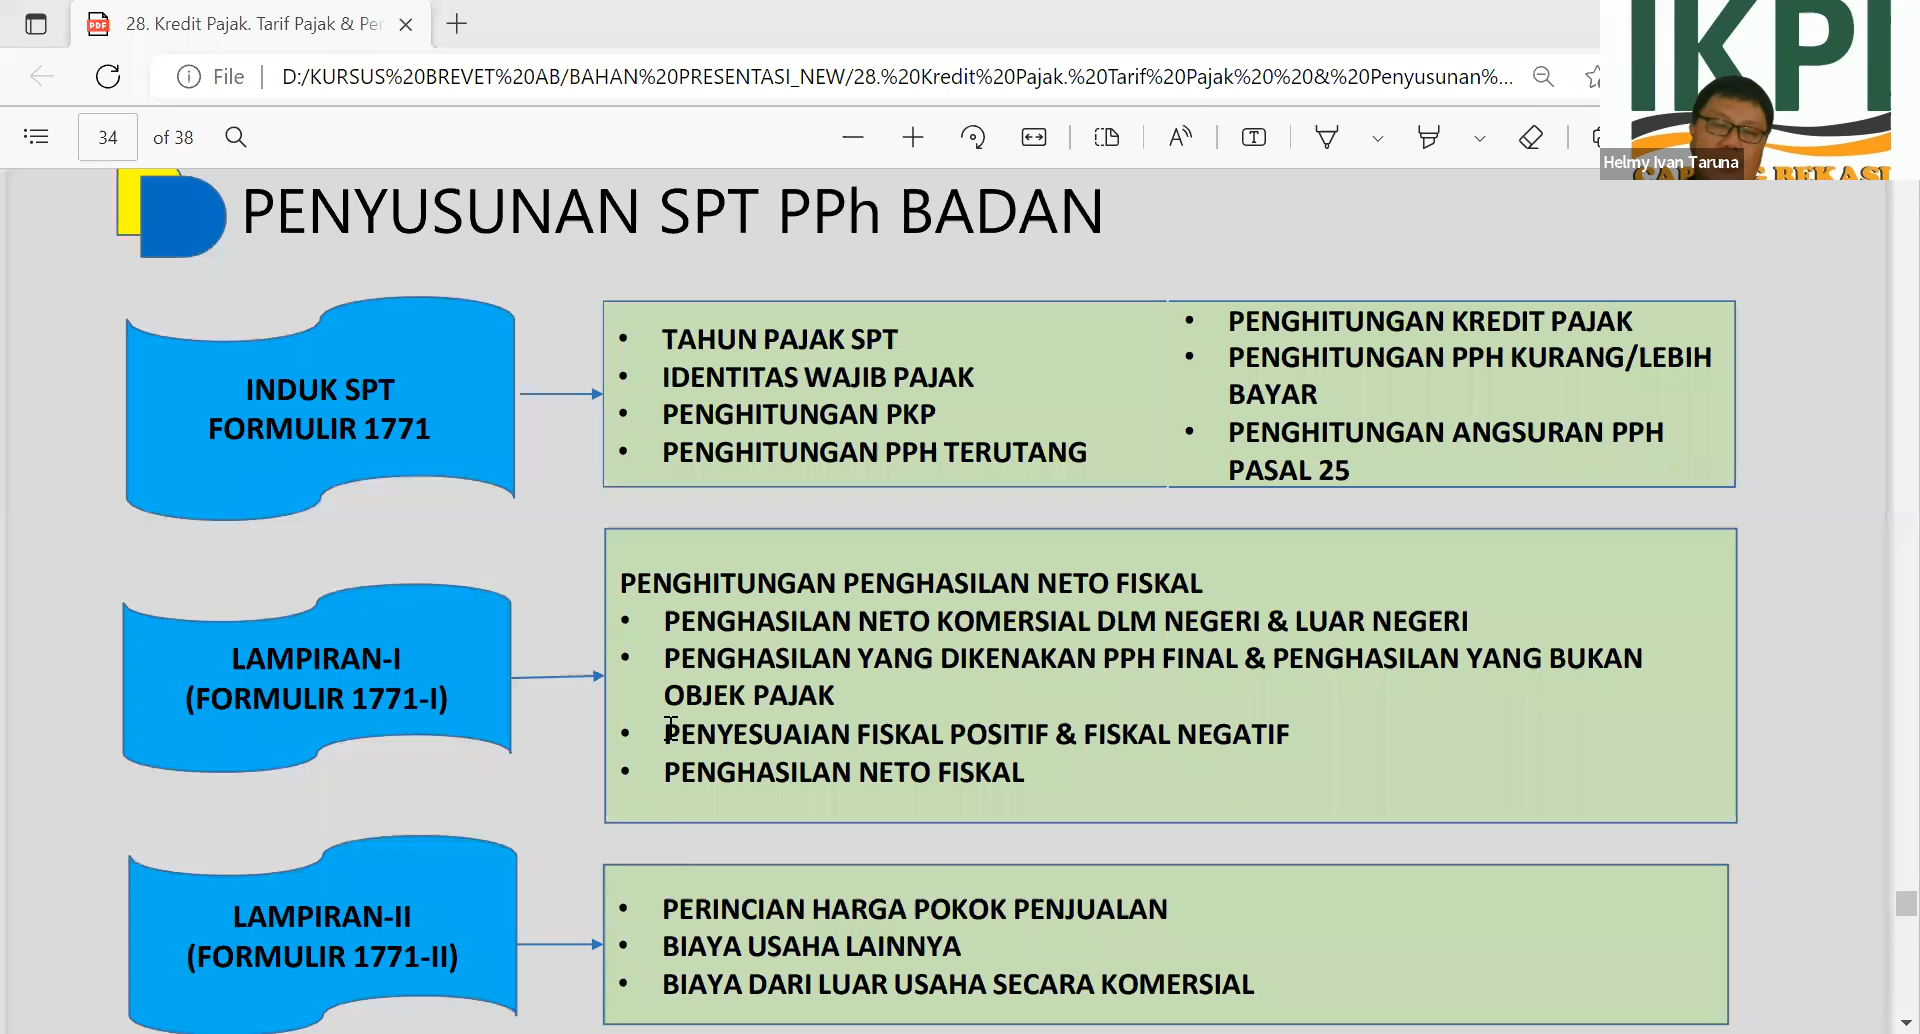 28. Kredit Pajak. Tarif Pajak & Per
File
D:/KURSUS%20BREVET%20AB/BAHAN%20PRESENTASI_NEW/28.%20Kredit%20Pajak.%20Tarif%20Pajak%20%20&%20Penyusunan%...
34 of 38
IKPI
Helmy Ivan Taruna
BEKASI
PENYUSUNAN SPT PPh BADAN
INDUK SPT
FORMULIR 1771
• TAHUN PAJAK SPT
• IDENTITAS WAJIB PAJAK
• PENGHITUNGAN PKP
• PENGHITUNGAN PPH TERUTANG
• PENGHITUNGAN KREDIT PAJAK
• PENGHITUNGAN PPH KURANG/LEBIH
BAYAR
• PENGHITUNGAN ANGSURAN PPH
PASAL 25
LAMPIRAN-I
(FORMULIR 1771-I)
PENGHITUNGAN PENGHASILAN NETO FISKAL
• PENGHASILAN NETO KOMERSIAL DLM NEGERI & LUAR NEGERI
• PENGHASILAN YANG DIKENAKAN PPH FINAL & PENGHASILAN YANG BUKAN
OBJEK PAJAK
• PENYESUAIAN FISKAL POSITIF & FISKAL NEGATIF
• PENGHASILAN NETO FISKAL
LAMPIRAN-II
(FORMULIR 1771-II)
• PERINCIAN HARGA POKOK PENJUALAN
• BIAYA USAHA LAINNYA
• BIAYA DARI LUAR USAHA SECARA KOMERSIAL